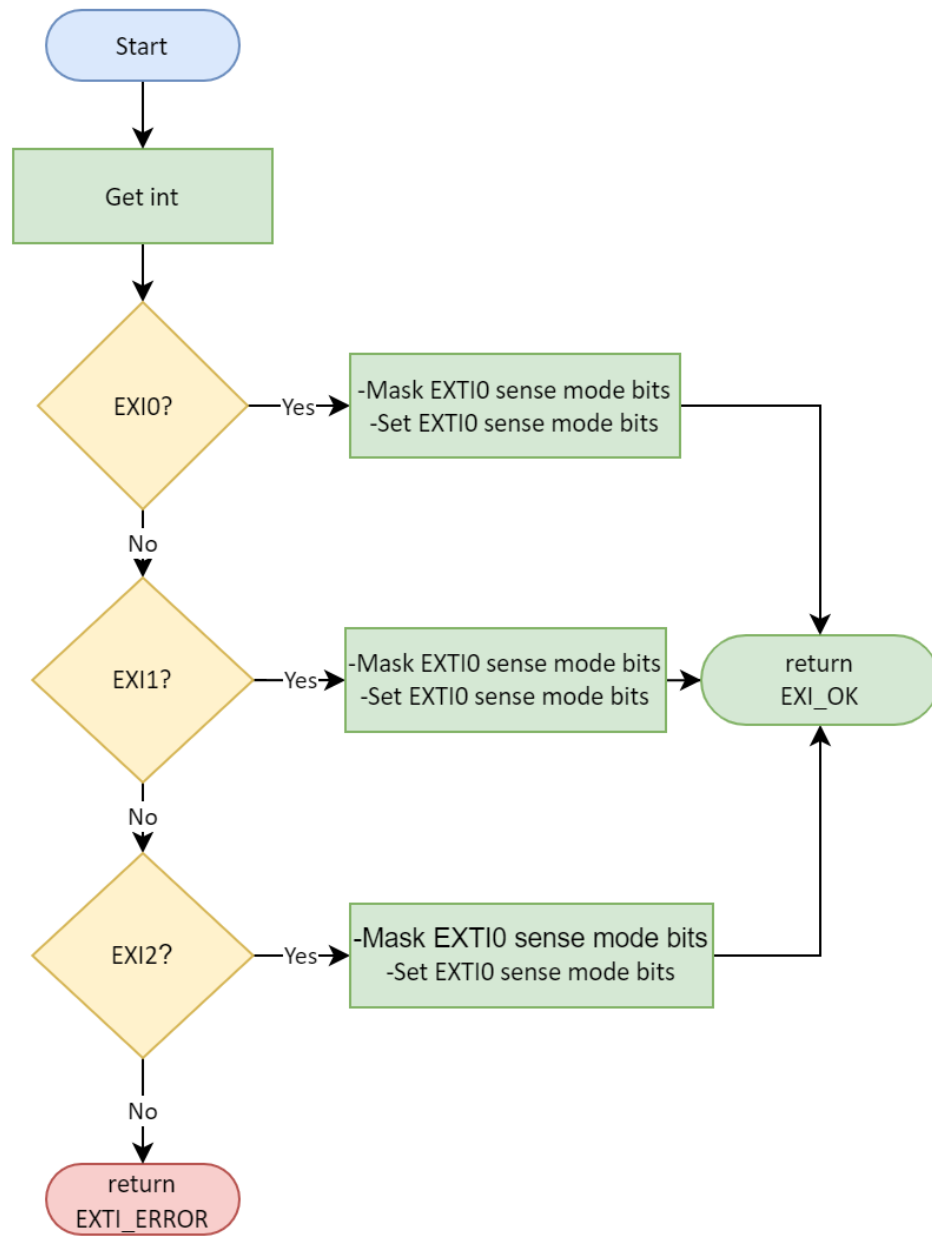 Start
Get int
EXI0?
Yes
-Mask EXTI0 sense mode bits
-Set EXTI0 sense mode bits
No
EXI1?
Yes
-Mask EXTI0 sense mode bits
-Set EXTI0 sense mode bits
return
EXI_OK
No
EXI2?
Yes
-Mask EXTI0 sense mode bits
-Set EXTI0 sense mode bits
No
return
EXTI_ERROR